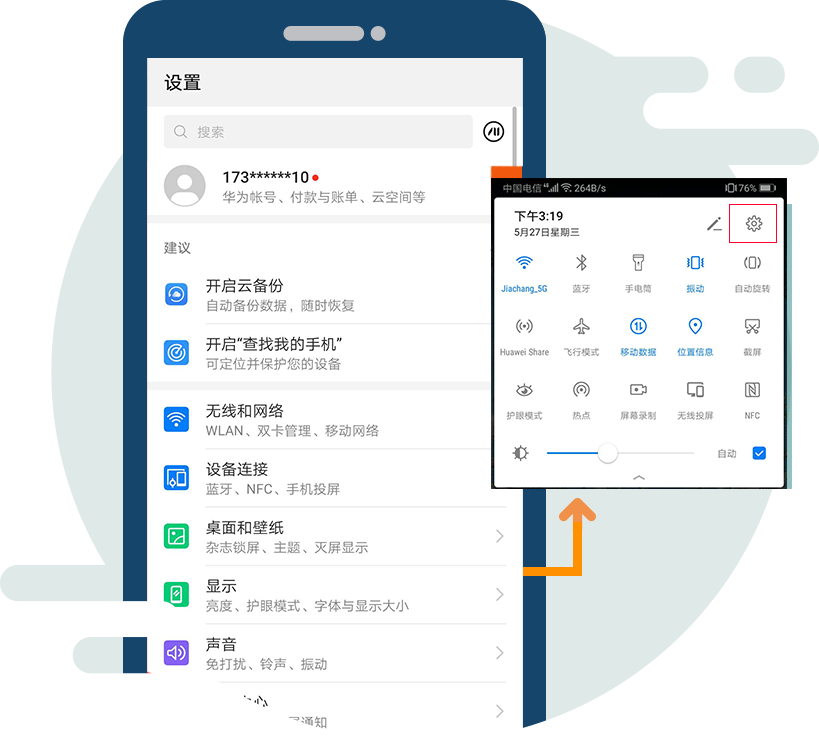 设置
搜索
173******10
华为帐号、付款与账单、云空间等
建议
开启云备份
自动备份数据，随时恢复
开启“查找我的手机”
可定位并保护您的设备
无线和网络
WLAN、双卡管理、移动网络
设备连接
蓝牙、NFC、手机投屏
桌面和壁纸
杂志锁屏、主题、灭屏显示
显示
亮度、护眼模式、字体与显示大小
声音
免打扰、铃声、振动
通知
中国电信 264B/s 76%
下午3:19
5月27日星期三
Jiachang_5G 蓝牙 手电筒 振动 自动旋转
Huawei Share 飞行模式 移动数据 位置信息 截屏
护眼模式 热点 屏幕录制 无线投屏 NFC
自动